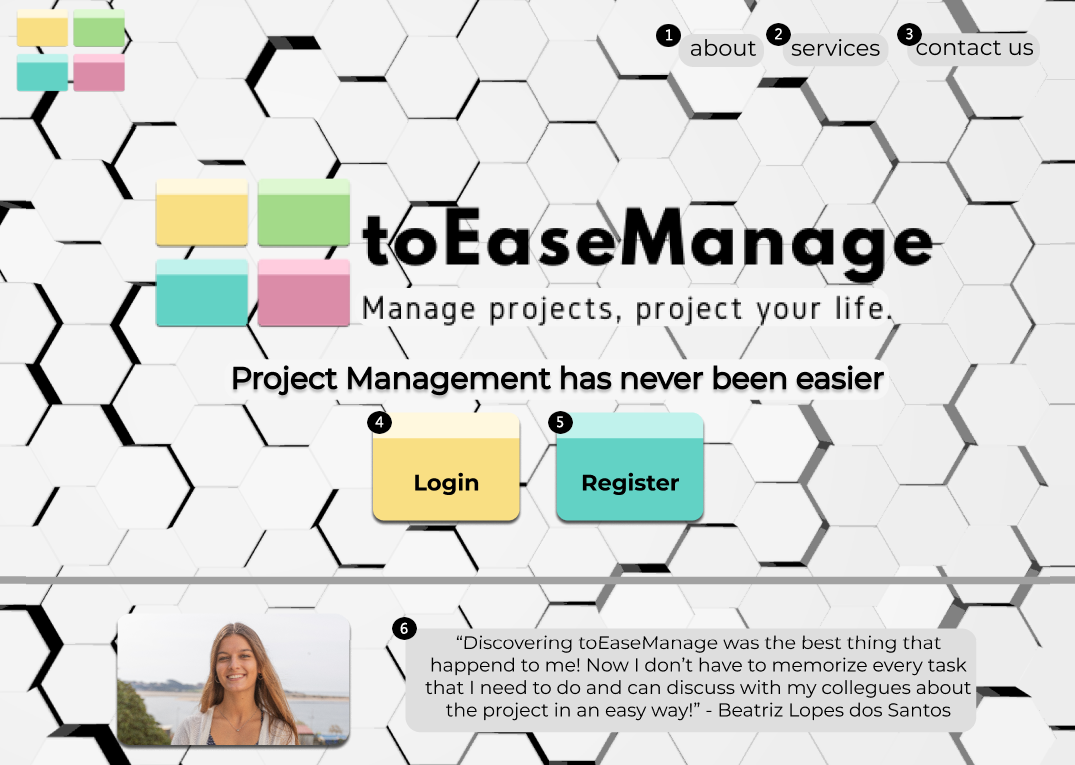 1 about 2 services 3 contact us
toEaseManage
Manage projects, project your life.
Project Management has never been easier
4 5
Login Register
6
“Discovering toEaseManage was the best thing that
happend to me! Now I don’t have to memorize every task
that I need to do and can discuss with my collegues about
the project in an easy way!” - Beatriz Lopes dos Santos